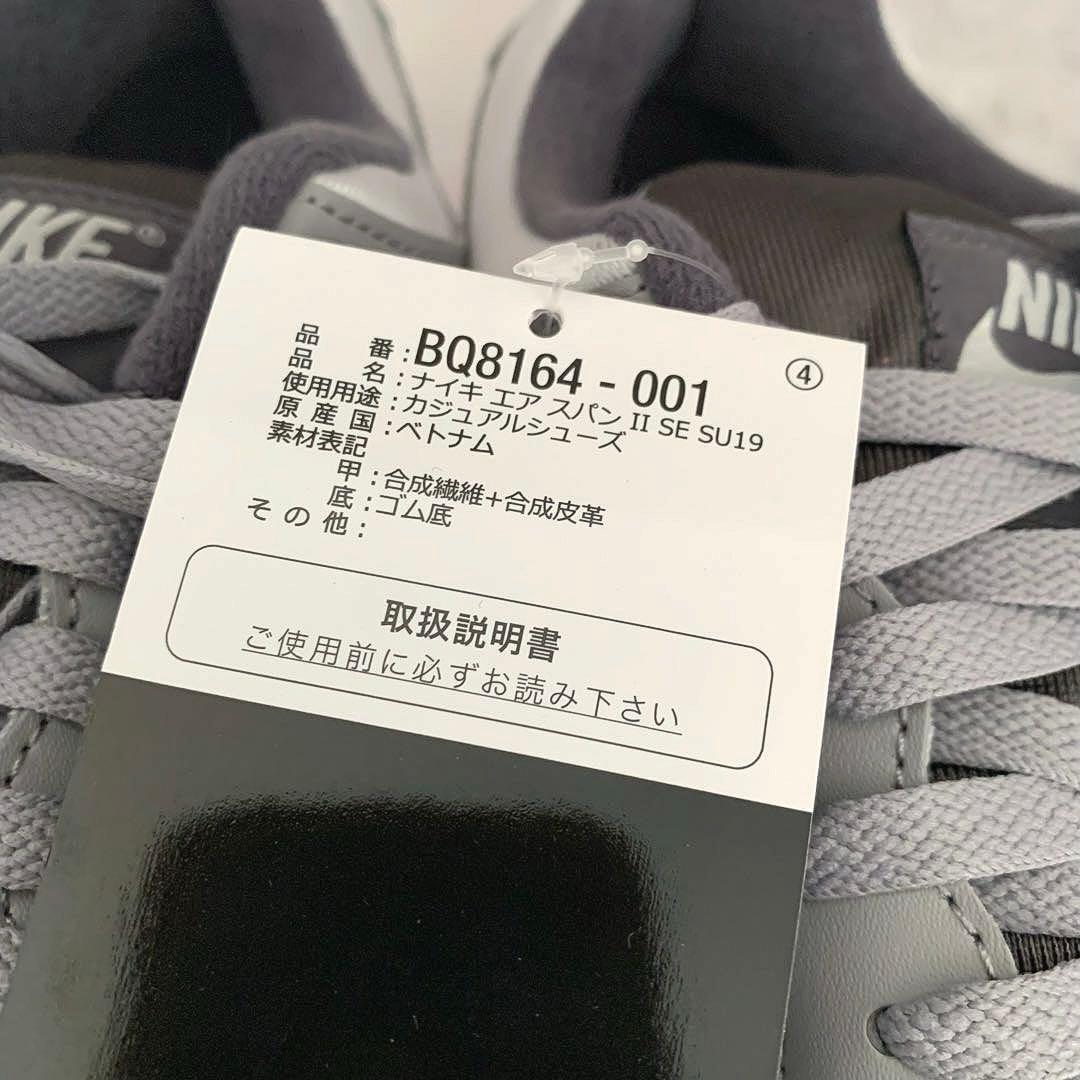 NIKE
NIKE
④
品 番:BQ8164 - 001
品 名:ナイキ エア スパン II SE SU19
使用用途:カジュアルシューズ
原 産 国:ベトナム
素材表記
甲:合成繊維+合成皮革
底:ゴム底
そ の 他:
取扱説明書
ご使用前に必ずお読み下さい